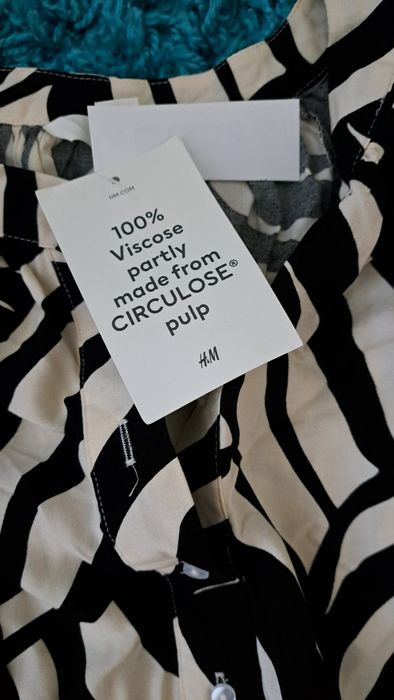 HM.COM
100%
Viscose
partly
made from
CIRCULOSE®
pulp
H&M